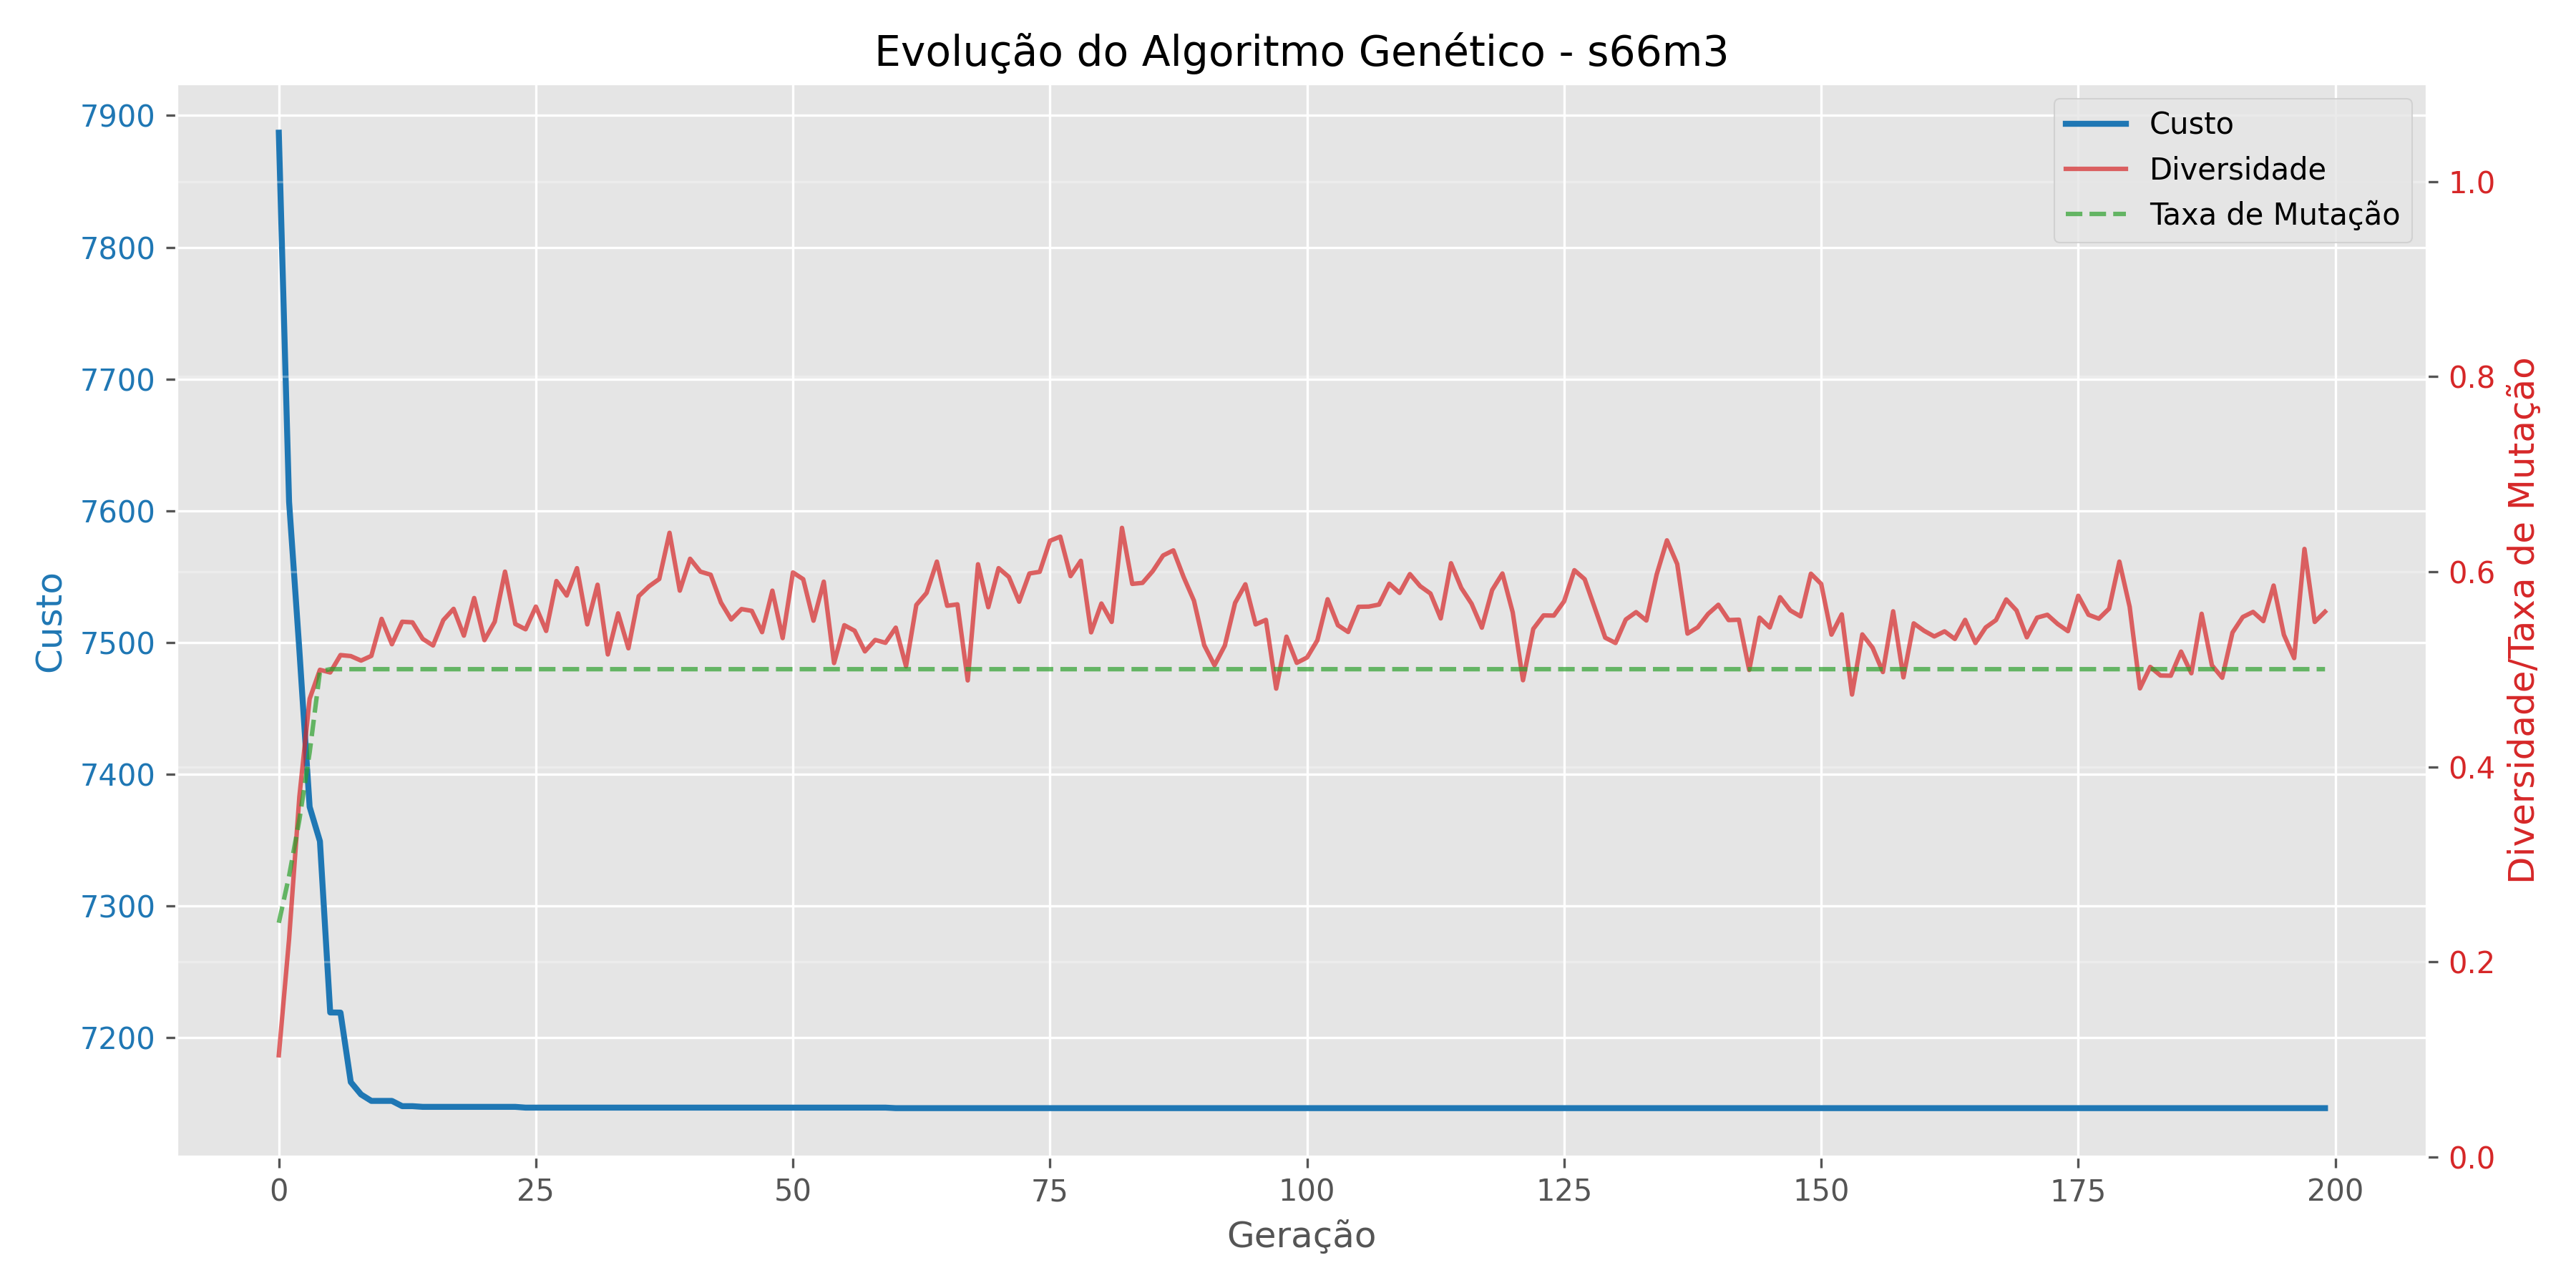 Evolução do Algoritmo Genético - s66m3
Custo
Diversidade
Taxa de Mutação
7900
7800
7700
7600
7500
7400
7300
7200
Custo
1.0
0.8
0.6
0.4
0.2
0.0
Diversidade/Taxa de Mutação
0 25 50 75 100 125 150 175 200
Geração